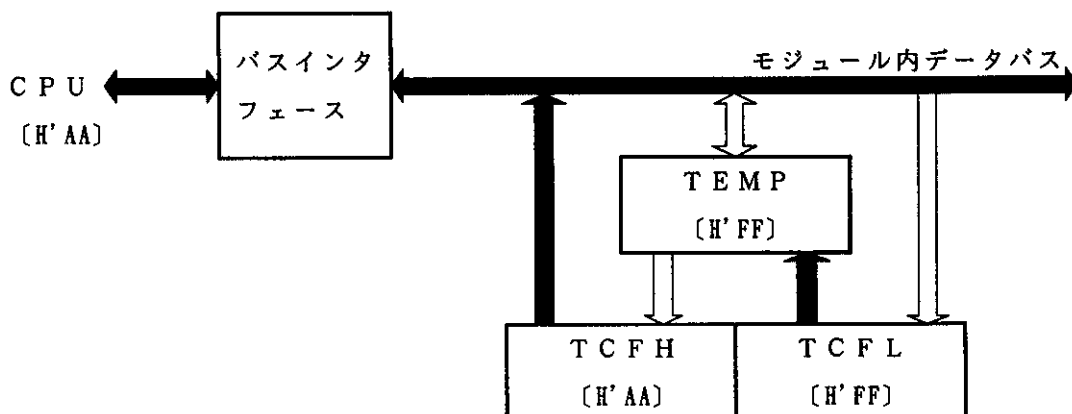 バスインタ
フェース
モジュール内データバス
CPU
〔H'AA〕
TEMP
〔H'FF〕
TCFH
〔H'AA〕
TCFL
〔H'FF〕